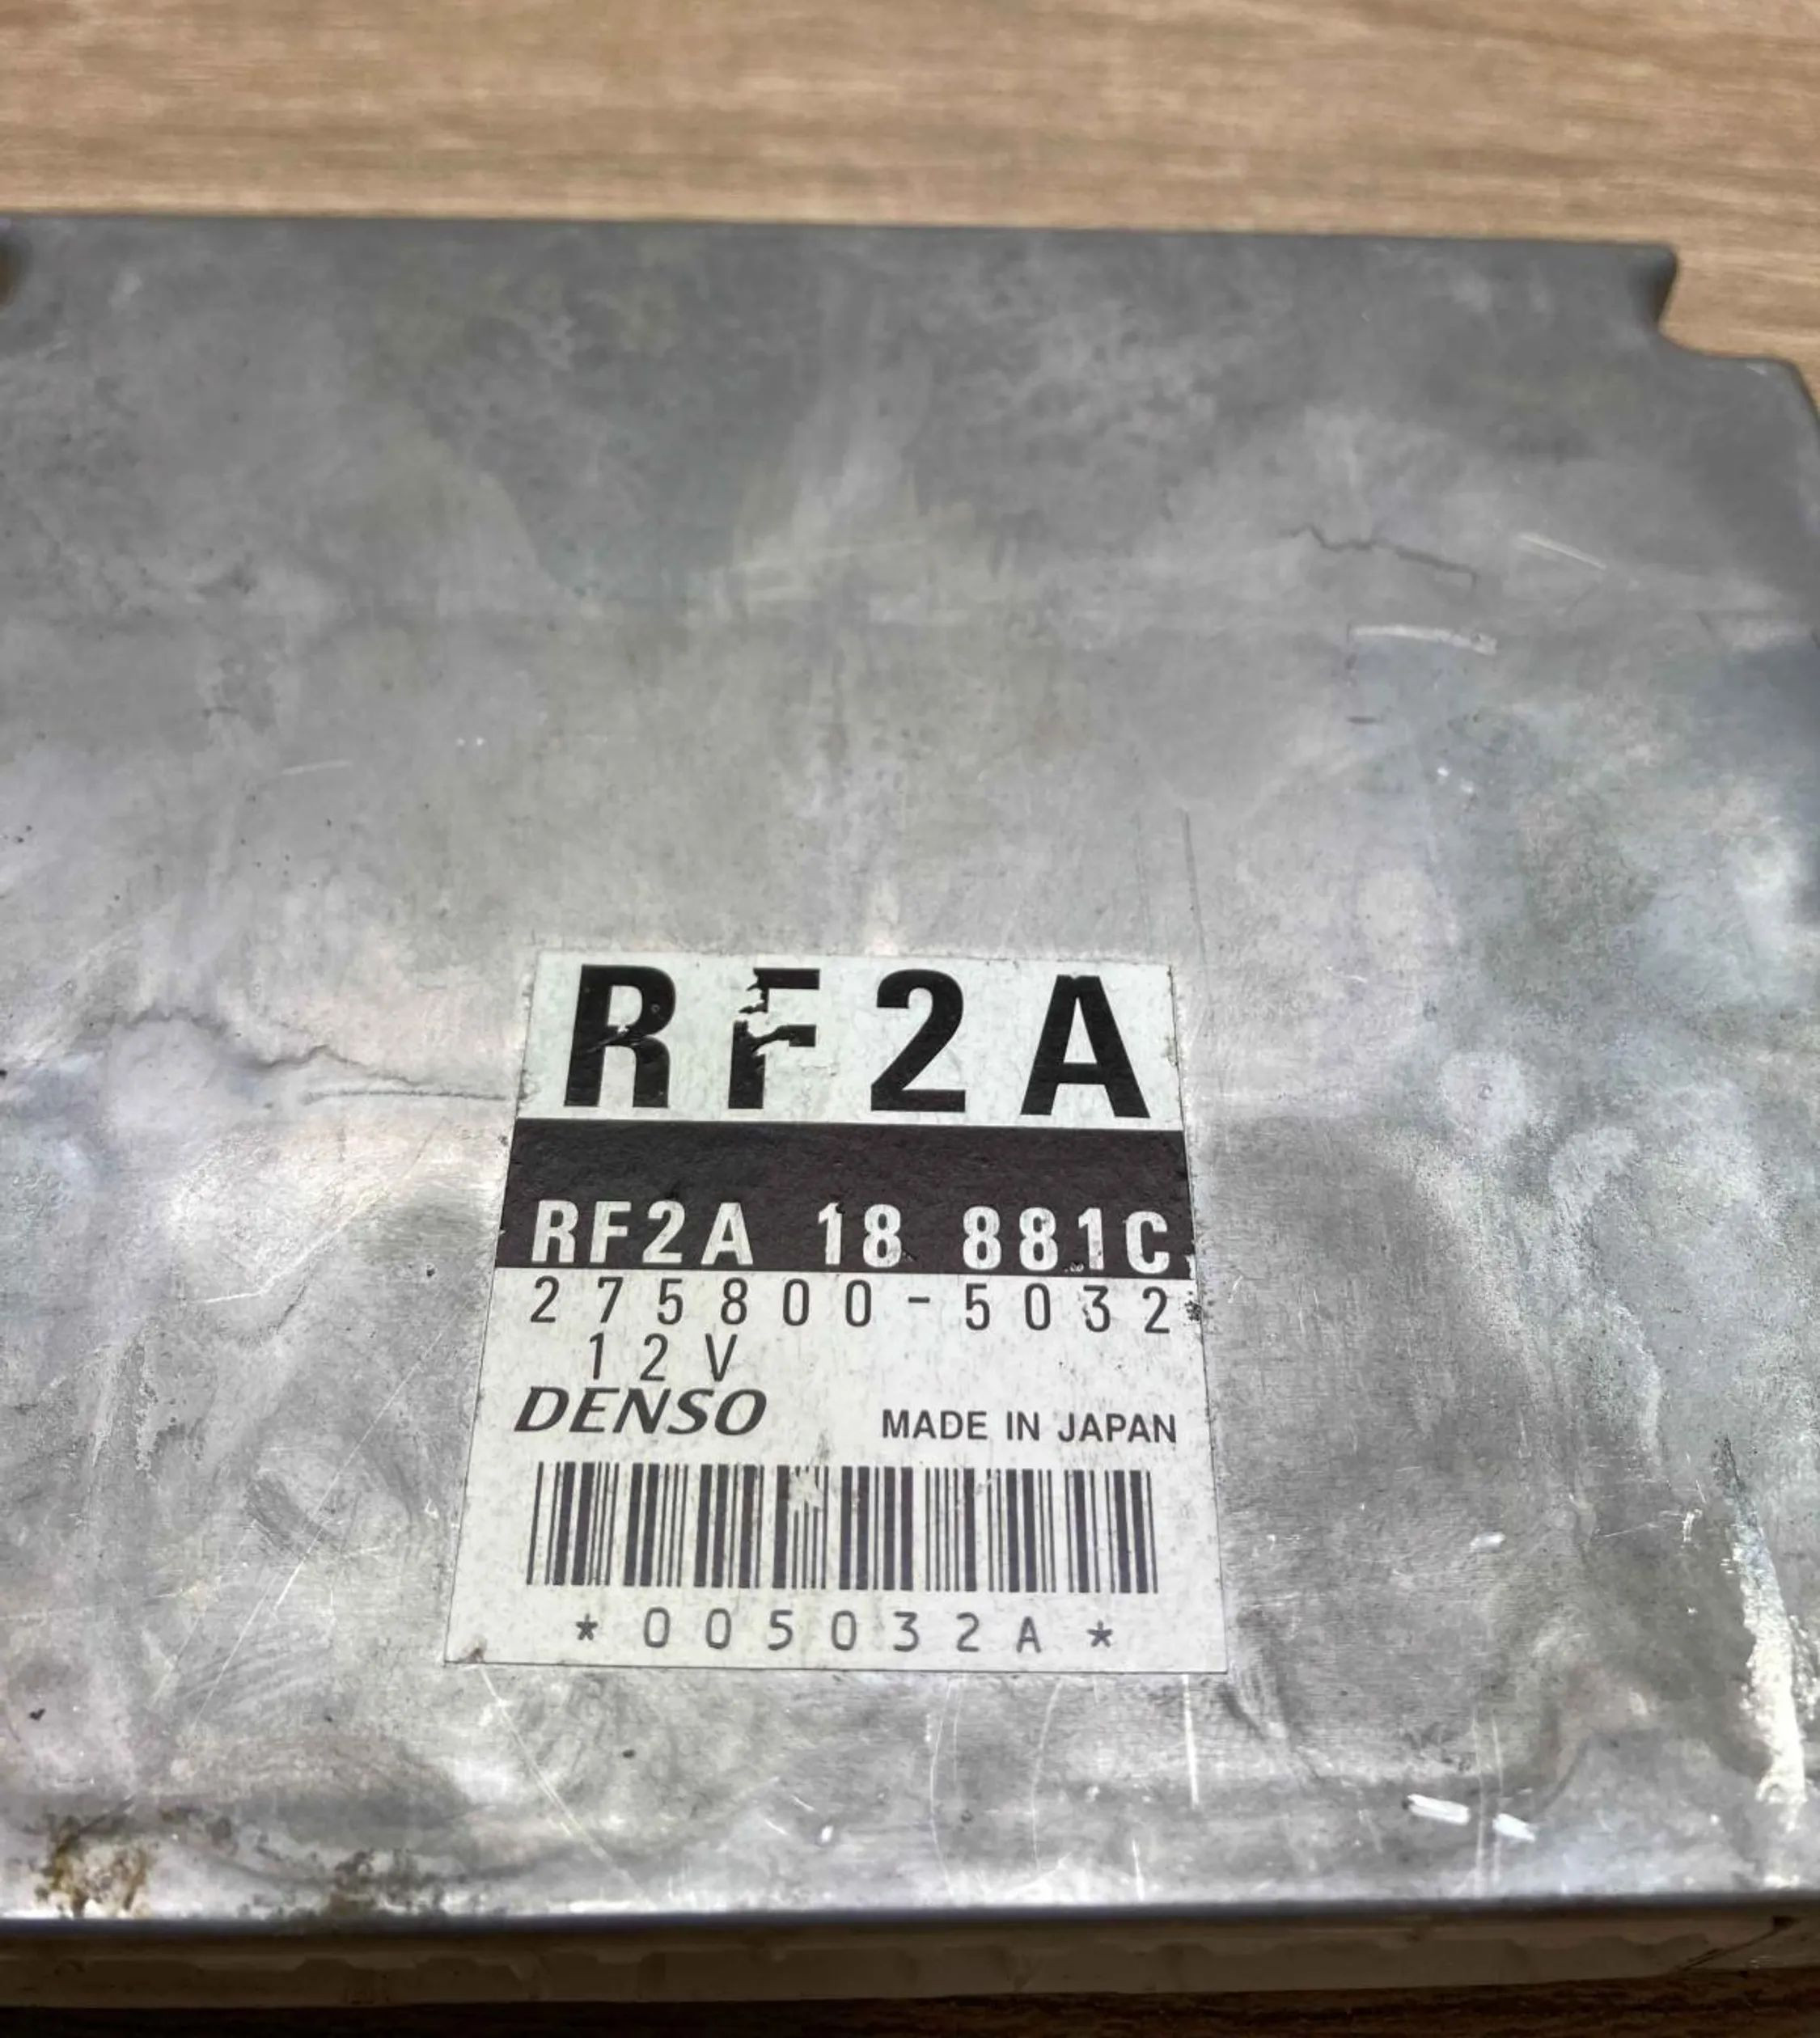 RF2A
RF2A 18 881C
275800-5032
12V
DENSO MADE IN JAPAN
*005032A*